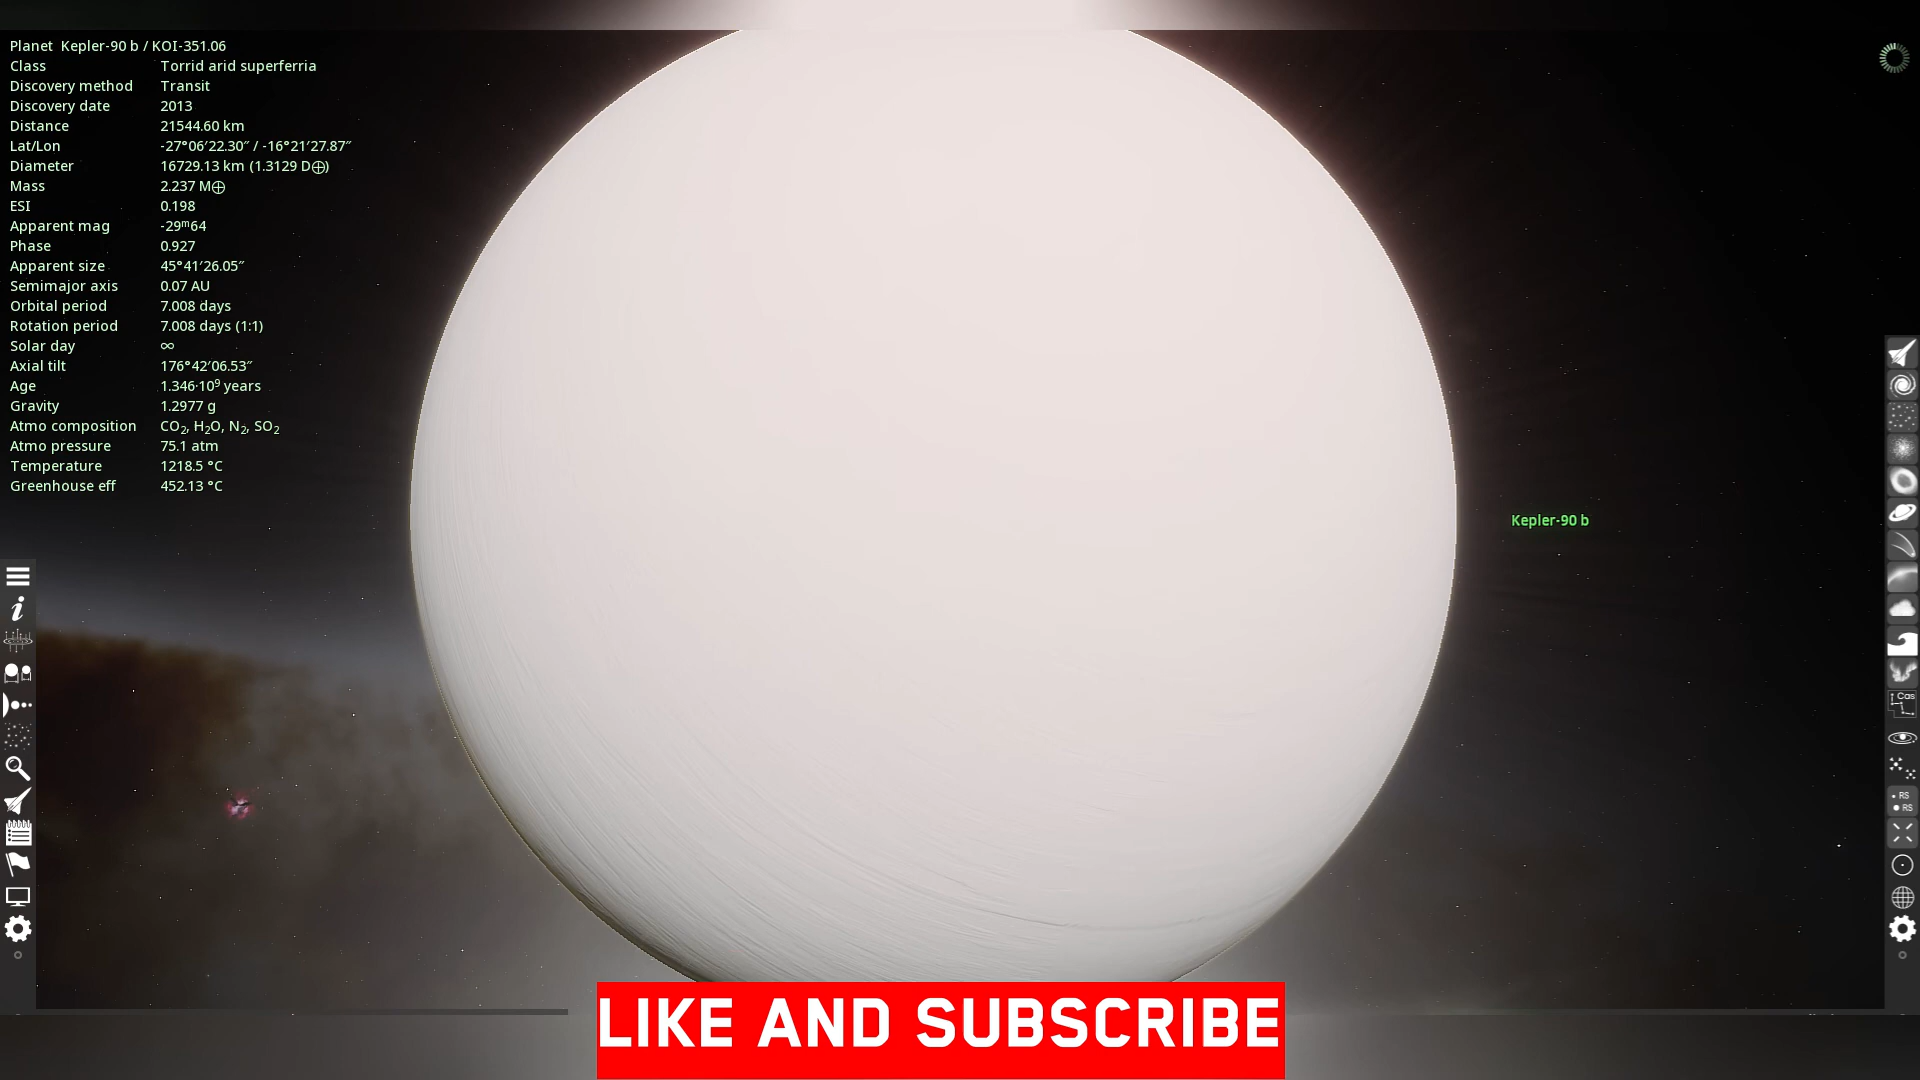 Planet Kepler-90 b / KOI-351.06
Class Torrid arid superferria
Discovery method Transit
Discovery date 2013
Distance 21544.60 km
Lat/Lon -27°06′22.30″ / -16°21′27.87″
Diameter 16729.13 km (1.3129 D⊕)
Mass 2.237 M⊕
ESI 0.198
Apparent mag -29ᵐ64
Phase 0.927
Apparent size 45°41′26.05″
Semimajor axis 0.07 AU
Orbital period 7.008 days
Rotation period 7.008 days (1:1)
Solar day ∞
Axial tilt 176°42′06.53″
Age 1.346·10⁹ years
Gravity 1.2977 g
Atmo composition CO₂, H₂O, N₂, SO₂
Atmo pressure 75.1 atm
Temperature 1218.5 °C
Greenhouse eff 452.13 °C
Kepler-90 b
Cas
RS
RS
LIKE AND SUBSCRIBE